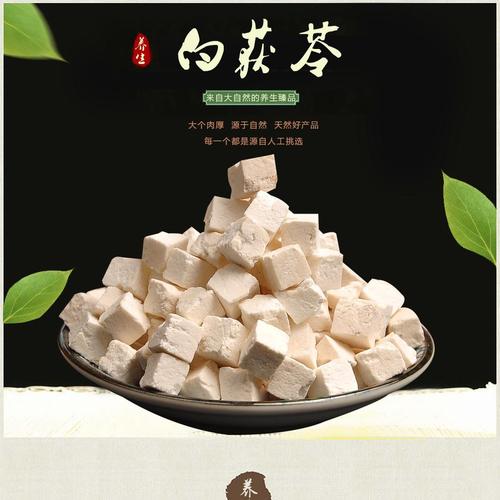 养生
白茯苓
来自大自然的养生臻品
大个肉厚 源于自然 天然好产品
每一个都是源自人工挑选
养